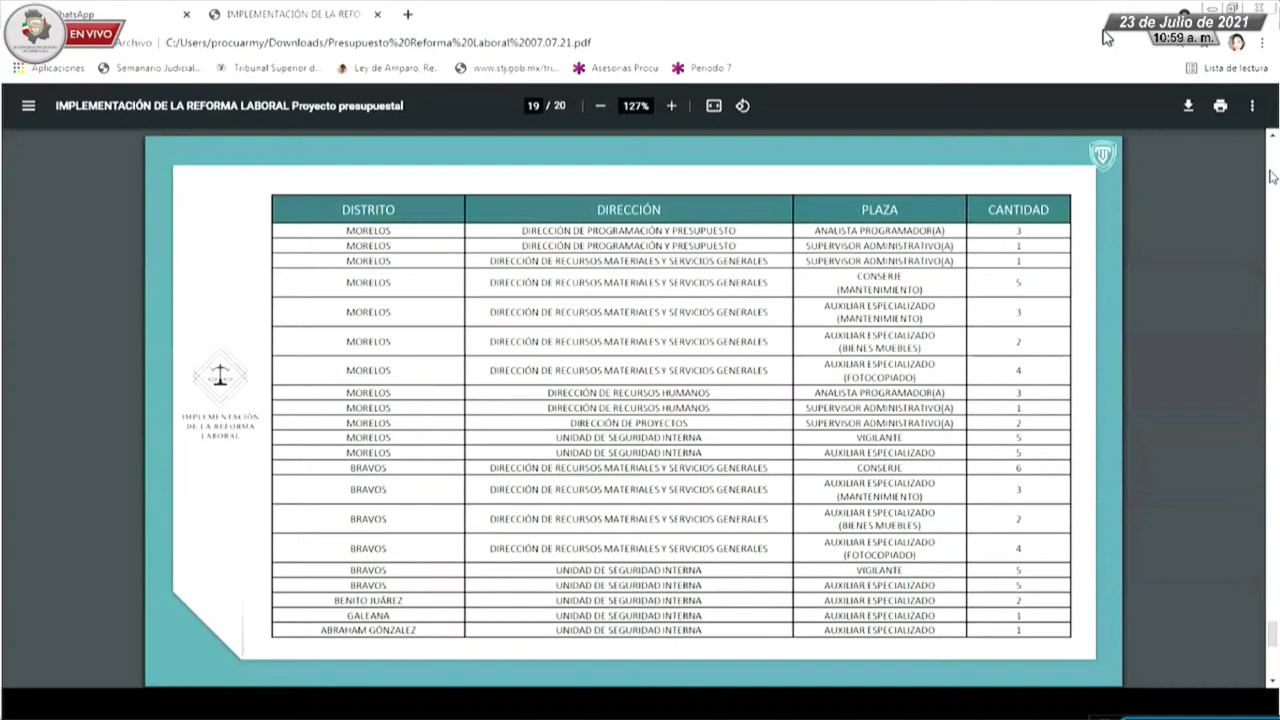 WhatsApp
IMPLEMENTACIÓN DE LA REFO
EN VIVO
Archivo
C:/Users/procuarmy/Downloads/Presupuesto%20Reforma%20Laboral%2007.07.21.pdf
23 de Julio de 2021
10:59 a. m.
Aplicaciones
Semanario Judicial...
Tribunal Superior d...
Ley de Amparo, Re...
www.stj.gob.mx/tri...
Asesorias Procu
Periodo 7
Lista de lectura
IMPLEMENTACIÓN DE LA REFORMA LABORAL Proyecto presupuestal
19 / 20
127%
IMPLEMENTACIÓN
DE LA REFORMA
LABORAL
DISTRITO DIRECCIÓN PLAZA CANTIDAD
MORELOS DIRECCIÓN DE PROGRAMACIÓN Y PRESUPUESTO ANALISTA PROGRAMADOR(A) 3
MORELOS DIRECCIÓN DE PROGRAMACIÓN Y PRESUPUESTO SUPERVISOR ADMINISTRATIVO(A) 1
MORELOS DIRECCIÓN DE RECURSOS MATERIALES Y SERVICIOS GENERALES SUPERVISOR ADMINISTRATIVO(A) 1
MORELOS DIRECCIÓN DE RECURSOS MATERIALES Y SERVICIOS GENERALES CONSERJE (MANTENIMIENTO) 5
MORELOS DIRECCIÓN DE RECURSOS MATERIALES Y SERVICIOS GENERALES AUXILIAR ESPECIALIZADO (MANTENIMIENTO) 3
MORELOS DIRECCIÓN DE RECURSOS MATERIALES Y SERVICIOS GENERALES AUXILIAR ESPECIALIZADO (BIENES MUEBLES) 2
MORELOS DIRECCIÓN DE RECURSOS MATERIALES Y SERVICIOS GENERALES AUXILIAR ESPECIALIZADO (FOTOCOPIADO) 4
MORELOS DIRECCIÓN DE RECURSOS HUMANOS ANALISTA PROGRAMADOR(A) 3
MORELOS DIRECCIÓN DE RECURSOS HUMANOS SUPERVISOR ADMINISTRATIVO(A) 1
MORELOS DIRECCIÓN DE PROYECTOS SUPERVISOR ADMINISTRATIVO(A) 2
MORELOS UNIDAD DE SEGURIDAD INTERNA VIGILANTE 5
MORELOS UNIDAD DE SEGURIDAD INTERNA AUXILIAR ESPECIALIZADO 5
BRAVOS DIRECCIÓN DE RECURSOS MATERIALES Y SERVICIOS GENERALES CONSERJE 6
BRAVOS DIRECCIÓN DE RECURSOS MATERIALES Y SERVICIOS GENERALES AUXILIAR ESPECIALIZADO (MANTENIMIENTO) 3
BRAVOS DIRECCIÓN DE RECURSOS MATERIALES Y SERVICIOS GENERALES AUXILIAR ESPECIALIZADO (BIENES MUEBLES) 2
BRAVOS DIRECCIÓN DE RECURSOS MATERIALES Y SERVICIOS GENERALES AUXILIAR ESPECIALIZADO (FOTOCOPIADO) 4
BRAVOS UNIDAD DE SEGURIDAD INTERNA VIGILANTE 5
BRAVOS UNIDAD DE SEGURIDAD INTERNA AUXILIAR ESPECIALIZADO 5
BENITO JUÁREZ UNIDAD DE SEGURIDAD INTERNA AUXILIAR ESPECIALIZADO 2
GALEANA UNIDAD DE SEGURIDAD INTERNA AUXILIAR ESPECIALIZADO 1
ABRAHAM GÓNZALEZ UNIDAD DE SEGURIDAD INTERNA AUXILIAR ESPECIALIZADO 1